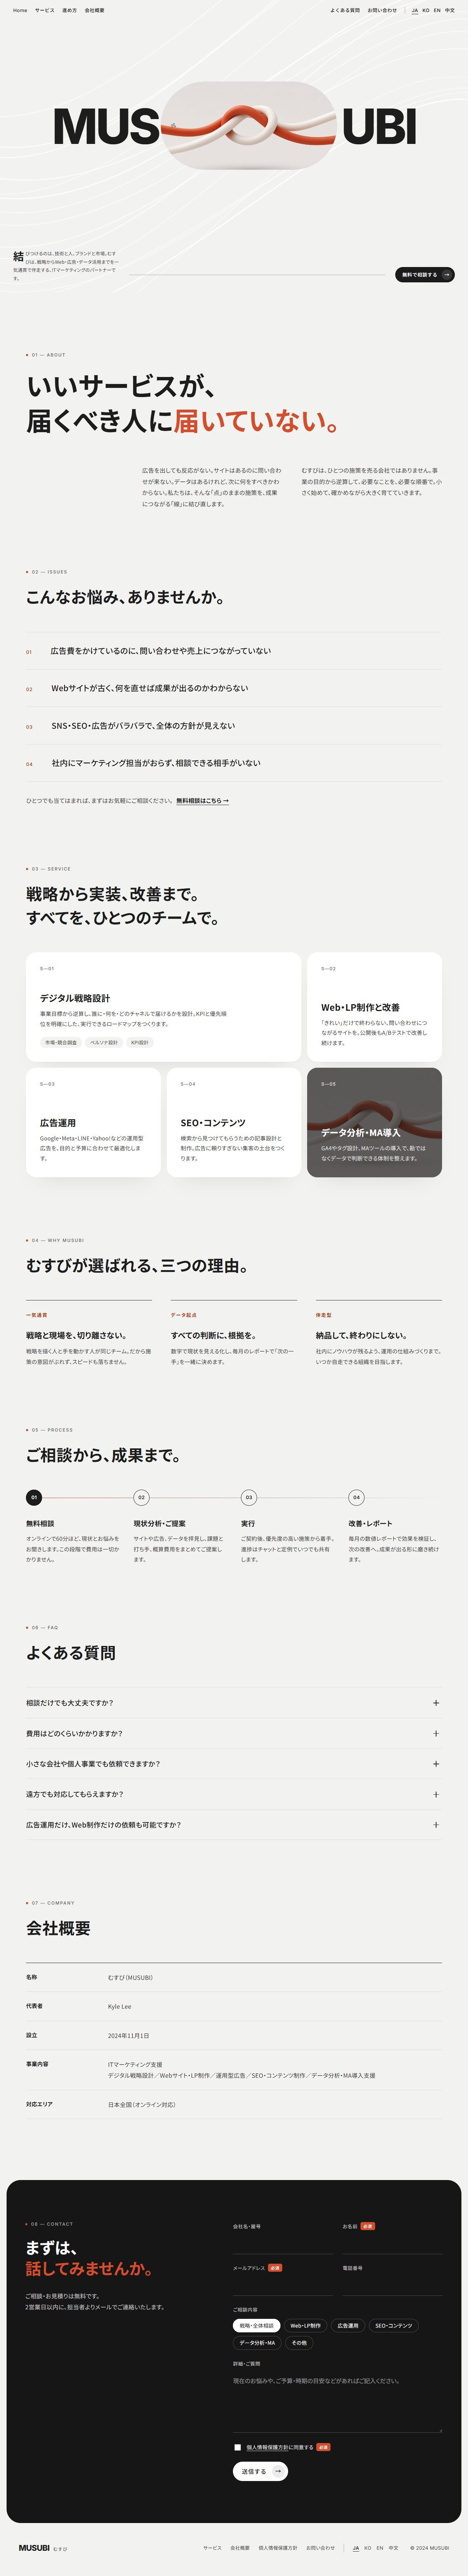 Home サービス 進め方 会社概要
よくある質問 お問い合わせ JA KO EN 中文
MUS UBI
結びつけるのは、技術と人。ブランドと市場。むす
びは、戦略からWeb・広告・データ活用までを一
気通貫で伴走する、ITマーケティングのパートナーで
す。
無料で相談する →
01 — ABOUT
いいサービスが、
届くべき人に届いていない。
広告を出しても反応がない。サイトはあるのに問い合わ
せが来ない。データはあるけれど、次に何をすべきかわ
からない。私たちは、そんな「点」のままの施策を、成果
につながる「線」に結び直します。
むすびは、ひとつの施策を売る会社ではありません。事
業の目的から逆算して、必要なことを、必要な順番で。小
さく始めて、確かめながら大きく育てていきます。
02 — ISSUES
こんなお悩み、ありませんか。
01 広告費をかけているのに、問い合わせや売上につながっていない
02 Webサイトが古く、何を直せば成果が出るのかわからない
03 SNS・SEO・広告がバラバラで、全体の方針が見えない
04 社内にマーケティング担当がおらず、相談できる相手がいない
ひとつでも当てはまれば、まずはお気軽にご相談ください。 無料相談はこちら →
03 — SERVICE
戦略から実装、改善まで。
すべてを、ひとつのチームで。
S—01
デジタル戦略設計
事業目標から逆算し、誰に・何を・どのチャネルで届けるかを設計。KPIと優先順
位を明確にした、実行できるロードマップをつくります。
市場・競合調査 ペルソナ設計 KPI設計
S—02
Web・LP制作と改善
「きれい」だけで終わらない、問い合わせにつ
ながるサイトを。公開後もA/Bテストで改善し
続けます。
S—03
広告運用
Google・Meta・LINE・Yahoo!などの運用型
広告を、目的と予算に合わせて最適化しま
す。
S—04
SEO・コンテンツ
検索から見つけてもらうための記事設計と
制作。広告に頼りすぎない集客の土台をつく
ります。
S—05
データ分析・MA導入
GA4やタグ設計、MAツールの導入で、勘では
なくデータで判断できる体制を整えます。
04 — WHY MUSUBI
むすびが選ばれる、三つの理由。
一気通貫
戦略と現場を、切り離さない。
戦略を描く人と手を動かす人が同じチーム。だから施
策の意図がぶれず、スピードも落ちません。
データ起点
すべての判断に、根拠を。
数字で現状を見える化し、毎月のレポートで「次の一
手」を一緒に決めます。
伴走型
納品して、終わりにしない。
社内にノウハウが残るよう、運用の仕組みづくりまで。
いつか自走できる組織を目指します。
05 — PROCESS
ご相談から、成果まで。
01
無料相談
オンラインで60分ほど、現状とお悩みを
お聞きします。この段階で費用は一切か
かりません。
02
現状分析・ご提案
サイトや広告、データを拝見し、課題と
打ち手、概算費用をまとめてご提案し
ます。
03
実行
ご契約後、優先度の高い施策から着手。
進捗はチャットと定例でいつでも共有
します。
04
改善・レポート
毎月の数値レポートで効果を検証し、
次の改善へ。成果が出る形に磨き続け
ます。
06 — FAQ
よくある質問
相談だけでも大丈夫ですか？ +
費用はどのくらいかかりますか？ +
小さな会社や個人事業でも依頼できますか？ +
遠方でも対応してもらえますか？ +
広告運用だけ、Web制作だけの依頼も可能ですか？ +
07 — COMPANY
会社概要
名称 むすび（MUSUBI）
代表者 Kyle Lee
設立 2024年11月1日
事業内容 ITマーケティング支援
デジタル戦略設計／Webサイト・LP制作／運用型広告／SEO・コンテンツ制作／データ分析・MA導入支援
対応エリア 日本全国（オンライン対応）
08 — CONTACT
まずは、
話してみませんか。
ご相談・お見積りは無料です。
2営業日以内に、担当者よりメールでご連絡いたします。
会社名・屋号
お名前 必須
メールアドレス 必須
電話番号
ご相談内容
戦略・全体相談 Web・LP制作 広告運用 SEO・コンテンツ
データ分析・MA その他
詳細・ご質問
現在のお悩みや、ご予算・時期の目安などがあればご記入ください。
個人情報保護方針に同意する 必須
送信する →
MUSUBI むすび
サービス 会社概要 個人情報保護方針 お問い合わせ JA KO EN 中文 © 2024 MUSUBI